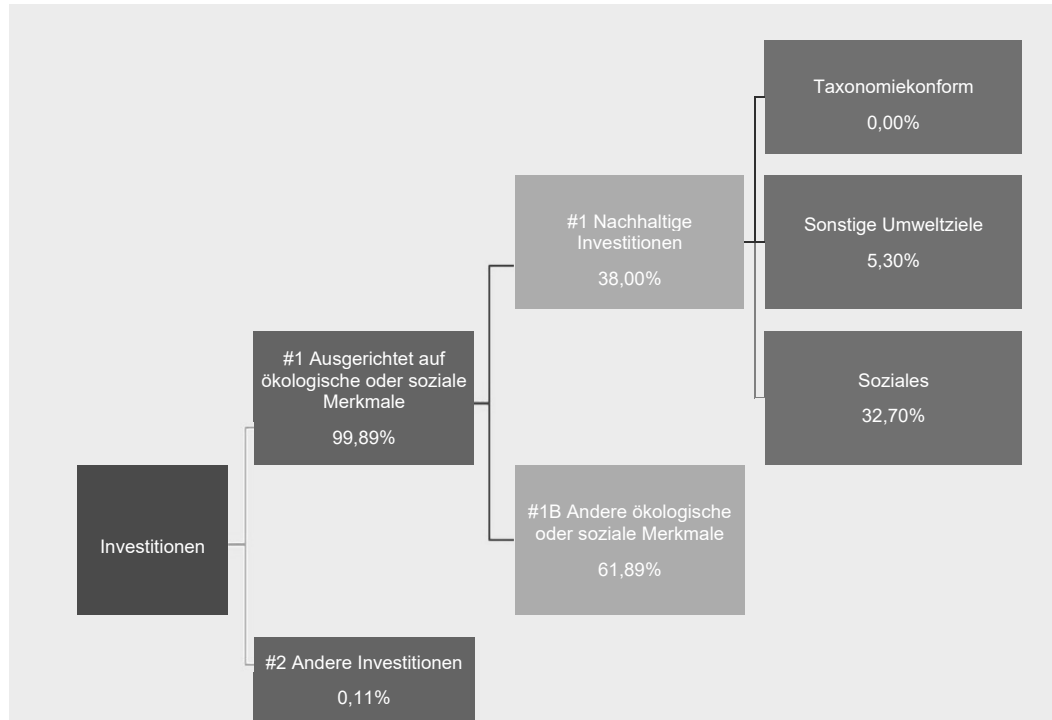 Taxonomiekonform
0,00%
#1 Nachhaltige
Investitionen
38,00%
Sonstige Umweltziele
5,30%
#1 Ausgerichtet auf
ökologische oder soziale
Merkmale
99,89%
Soziales
32,70%
Investitionen
#1B Andere ökologische
oder soziale Merkmale
61,89%
#2 Andere Investitionen
0,11%